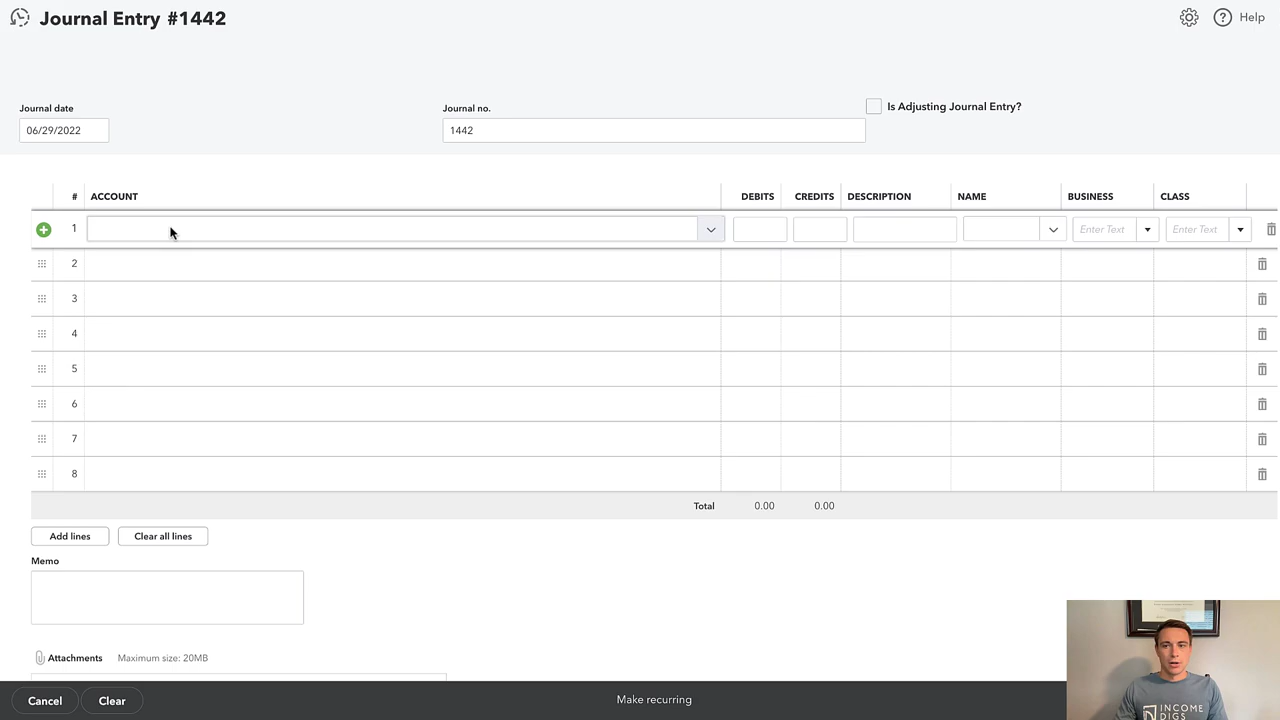 Journal Entry #1442
Help
Journal date
Journal no.
Is Adjusting Journal Entry?
06/29/2022
1442
# ACCOUNT DEBITS CREDITS DESCRIPTION NAME BUSINESS CLASS
1 Enter Text Enter Text
2
3
4
5
6
7
8
Total 0.00 0.00
Add lines Clear all lines
Memo
Attachments Maximum size: 20MB
Cancel Clear Make recurring
INCOME
DIGS